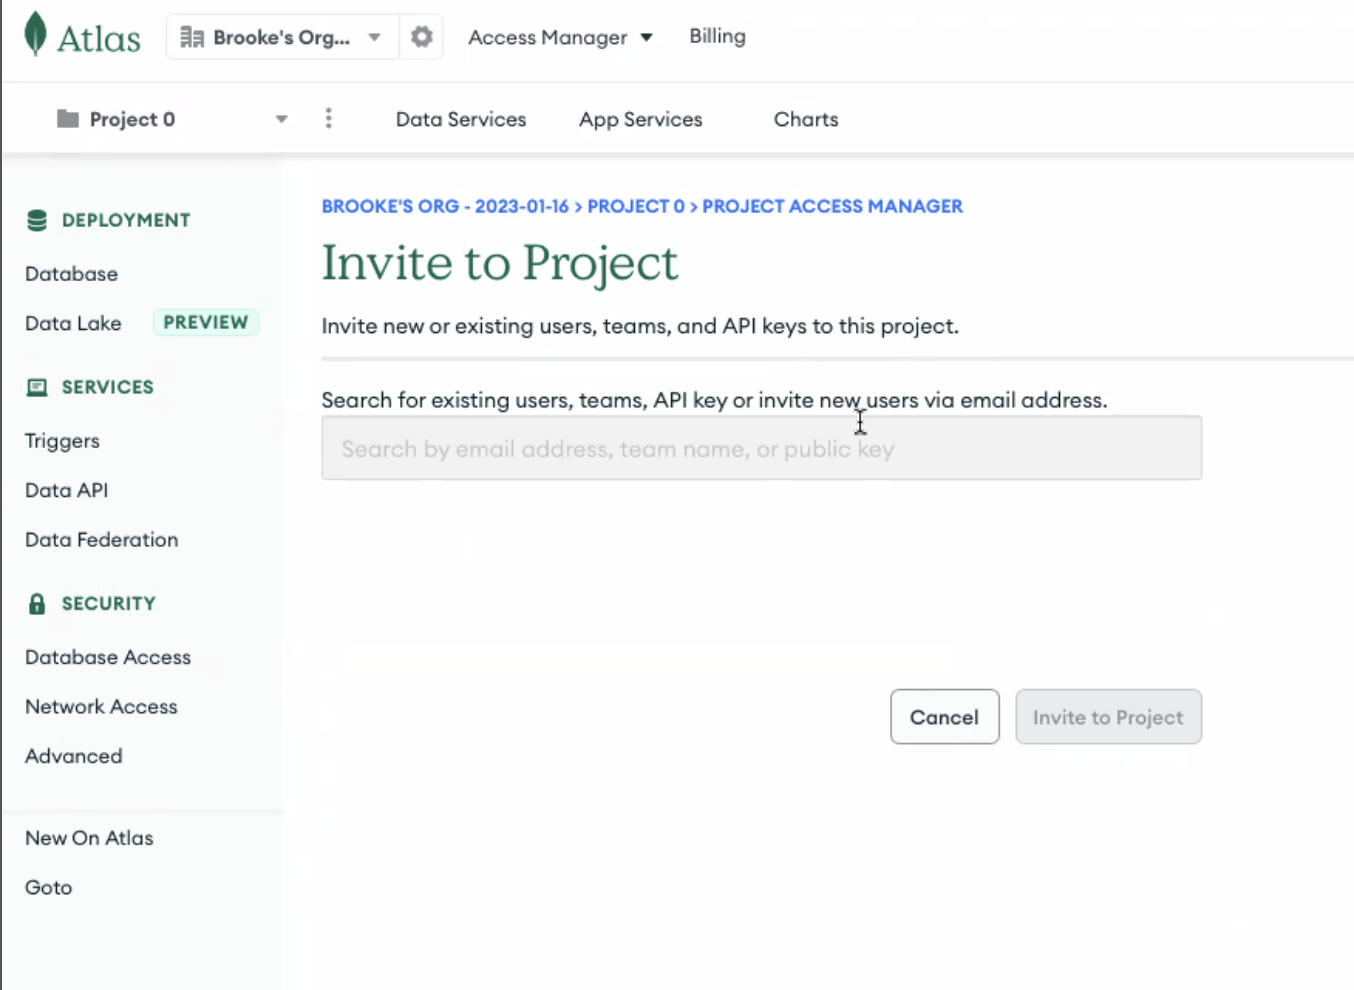 Atlas
Brooke's Org...
Access Manager
Billing
Project 0
Data Services
App Services
Charts
DEPLOYMENT
Database
Data Lake
PREVIEW
SERVICES
Triggers
Data API
Data Federation
SECURITY
Database Access
Network Access
Advanced
New On Atlas
Goto
BROOKE'S ORG - 2023-01-16 > PROJECT 0 > PROJECT ACCESS MANAGER
Invite to Project
Invite new or existing users, teams, and API keys to this project.
Search for existing users, teams, API key or invite new users via email address.
Search by email address, team name, or public key
Cancel
Invite to Project